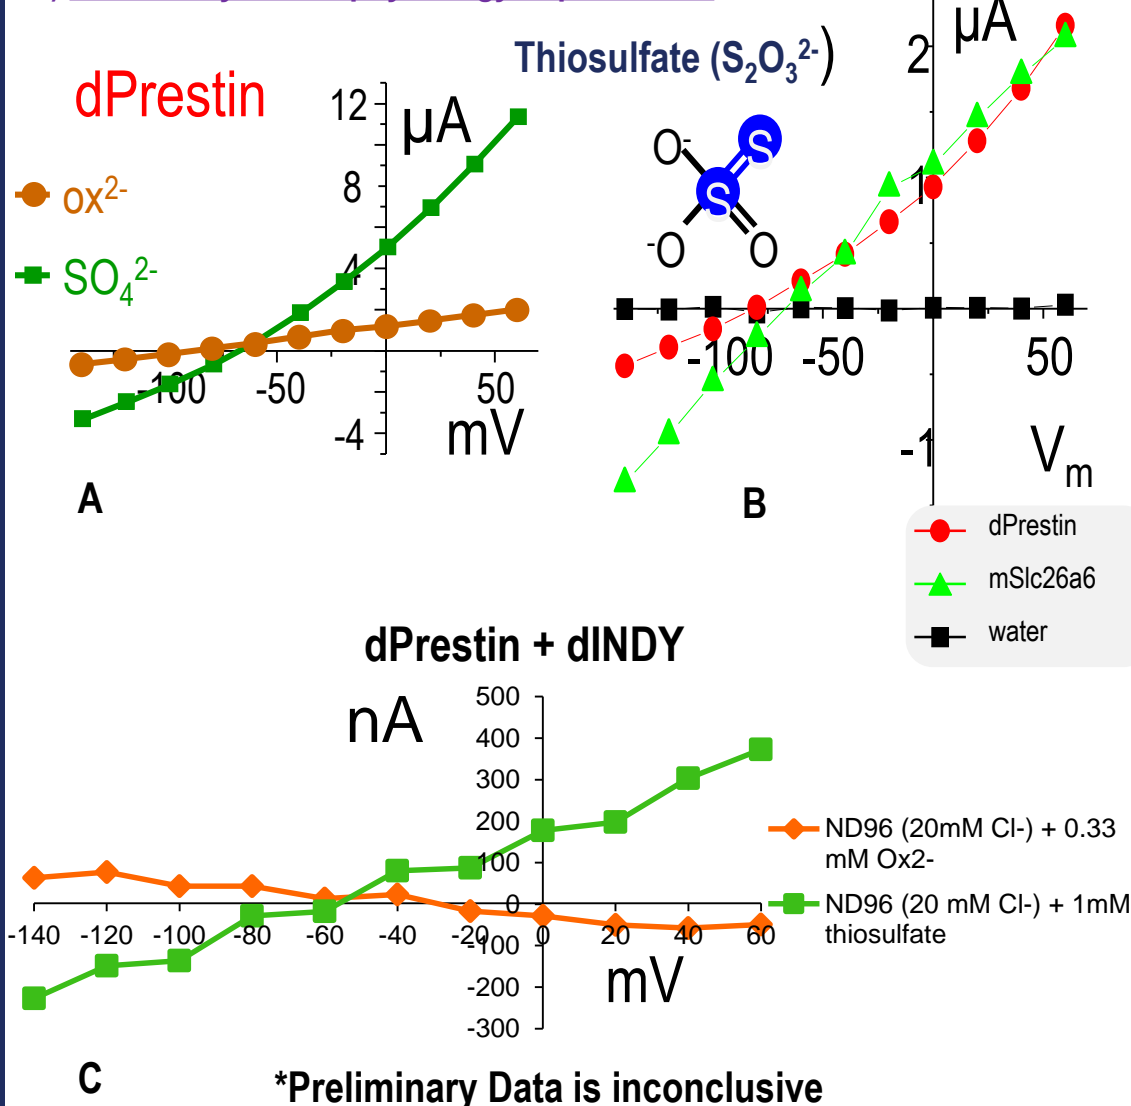 Thiosulfate (S₂O₃²⁻)
dPrestin
ox²⁻
SO₄²⁻
µA
12
8
4
-4
-100
-50
50
mV
A
O⁻
S
S
⁻O
O
µA
2
1
-1
-100
-50
50
Vₘ
B
dPrestin
mSlc26a6
water
dPrestin + dINDY
nA
500
400
300
200
100
0
-100
-200
-300
-140 -120 -100 -80 -60 -40 -20 0 20 40 60
mV
ND96 (20mM Cl-) + 0.33
mM Ox2-
ND96 (20 mM Cl-) + 1mM
thiosulfate
C
*Preliminary Data is inconclusive